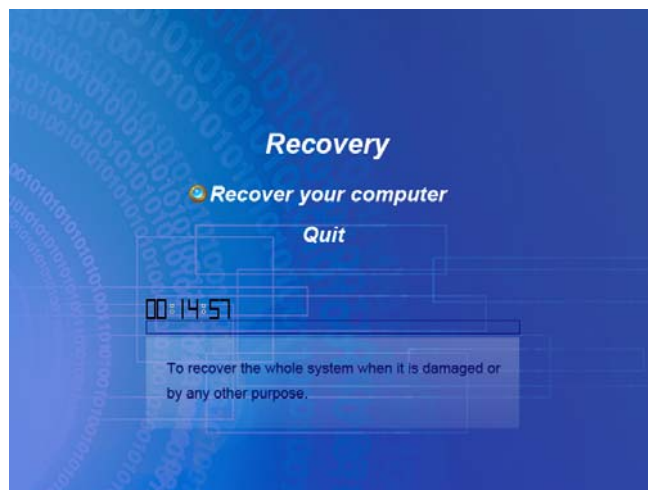 Recovery
Recover your computer
Quit
00:14:57
To recover the whole system when it is damaged or
by any other purpose.